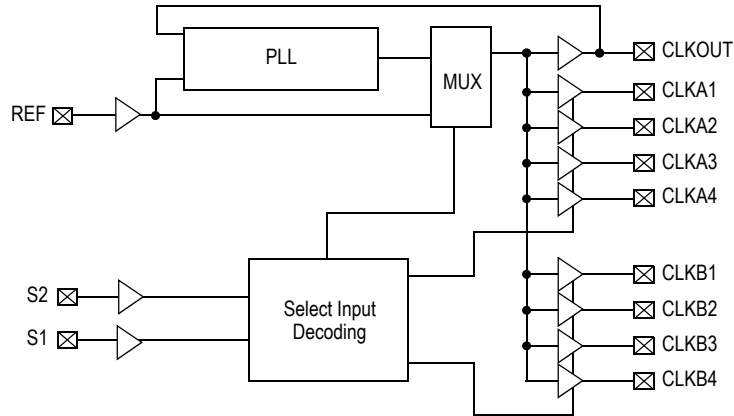 PLL
MUX
REF
CLKOUT
CLKA1
CLKA2
CLKA3
CLKA4
S2
S1
Select Input
Decoding
CLKB1
CLKB2
CLKB3
CLKB4